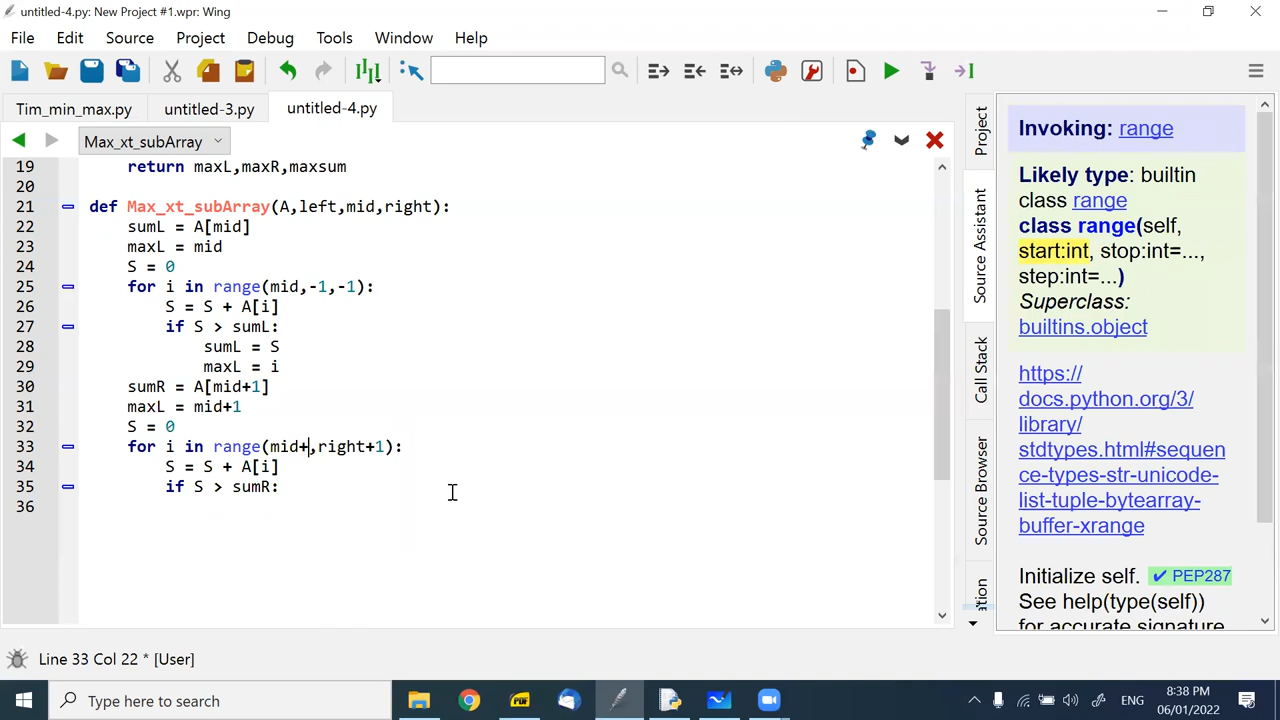 untitled-4.py: New Project #1.wpr: Wing
File Edit Source Project Debug Tools Window Help
Tim_min_max.py untitled-3.py untitled-4.py
Max_xt_subArray
19 return maxL,maxR,maxsum
20
21 def Max_xt_subArray(A,left,mid,right):
22 sumL = A[mid]
23 maxL = mid
24 S = 0
25 for i in range(mid,-1,-1):
26 S = S + A[i]
27 if S > sumL:
28 sumL = S
29 maxL = i
30 sumR = A[mid+1]
31 maxL = mid+1
32 S = 0
33 for i in range(mid+,right+1):
34 S = S + A[i]
35 if S > sumR:
36
Project
Source Assistant
Call Stack
Source Browser
Invoking: range
Likely type: builtin
class range
class range(self,
start:int, stop:int=...,
step:int=...)
Superclass:
builtins.object
https://
docs.python.org/3/
library/
stdtypes.html#sequen
ce-types-str-unicode-
list-tuple-bytearray-
buffer-xrange
Initialize self. ✔ PEP287
See help(type(self))
for accurate signature
Line 33 Col 22 * [User]
Type here to search
PDF
ENG
8:38 PM
06/01/2022